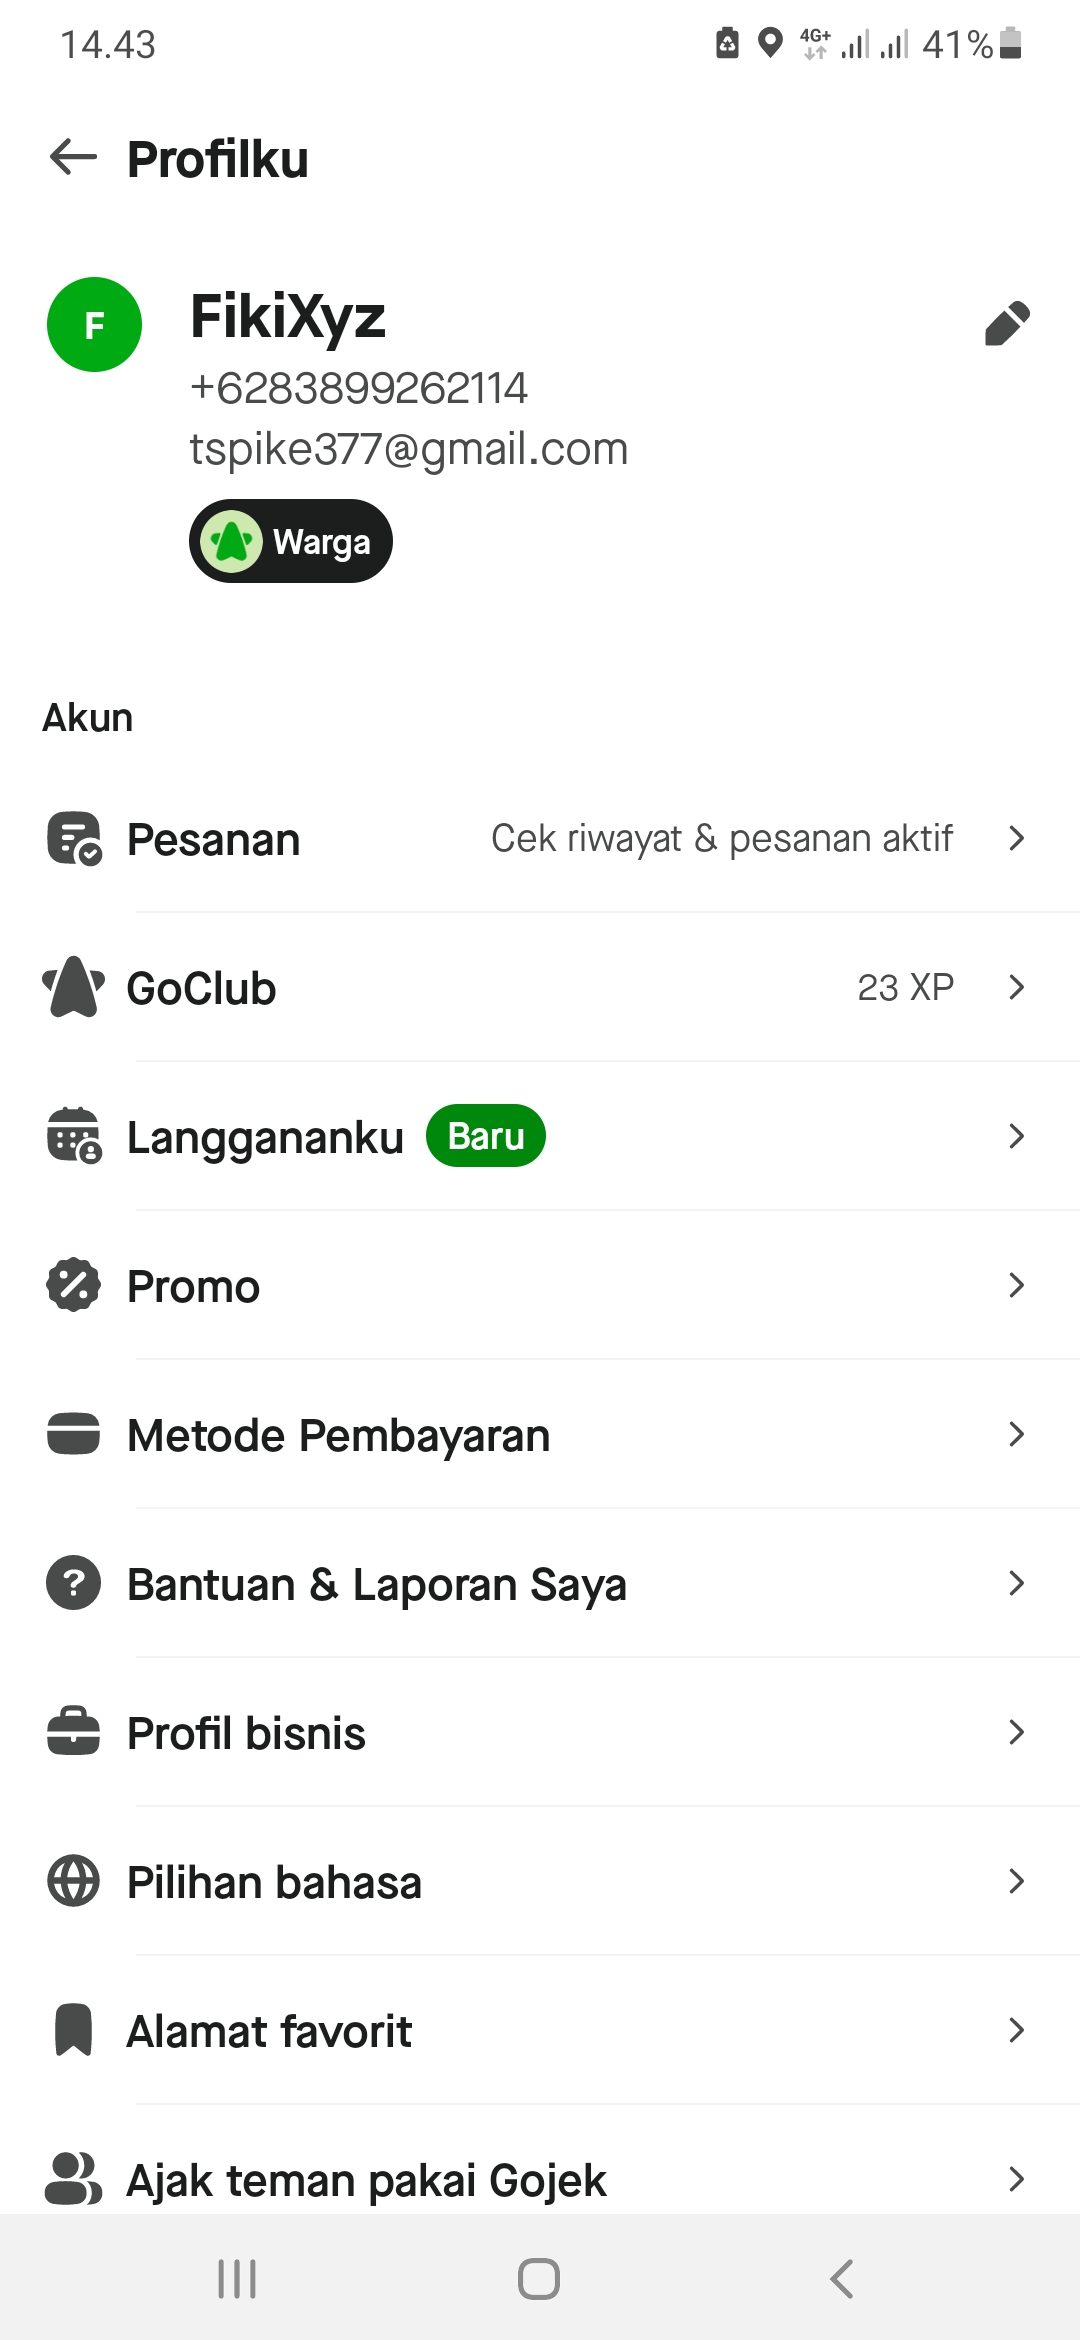 14.43
4G+
41%
Profilku
F
FikiXyz
+6283899262114
tspike377@gmail.com
Warga
Akun
Pesanan
Cek riwayat & pesanan aktif
GoClub
23 XP
Langgananku
Baru
Promo
Metode Pembayaran
Bantuan & Laporan Saya
Profil bisnis
Pilihan bahasa
Alamat favorit
Ajak teman pakai Gojek